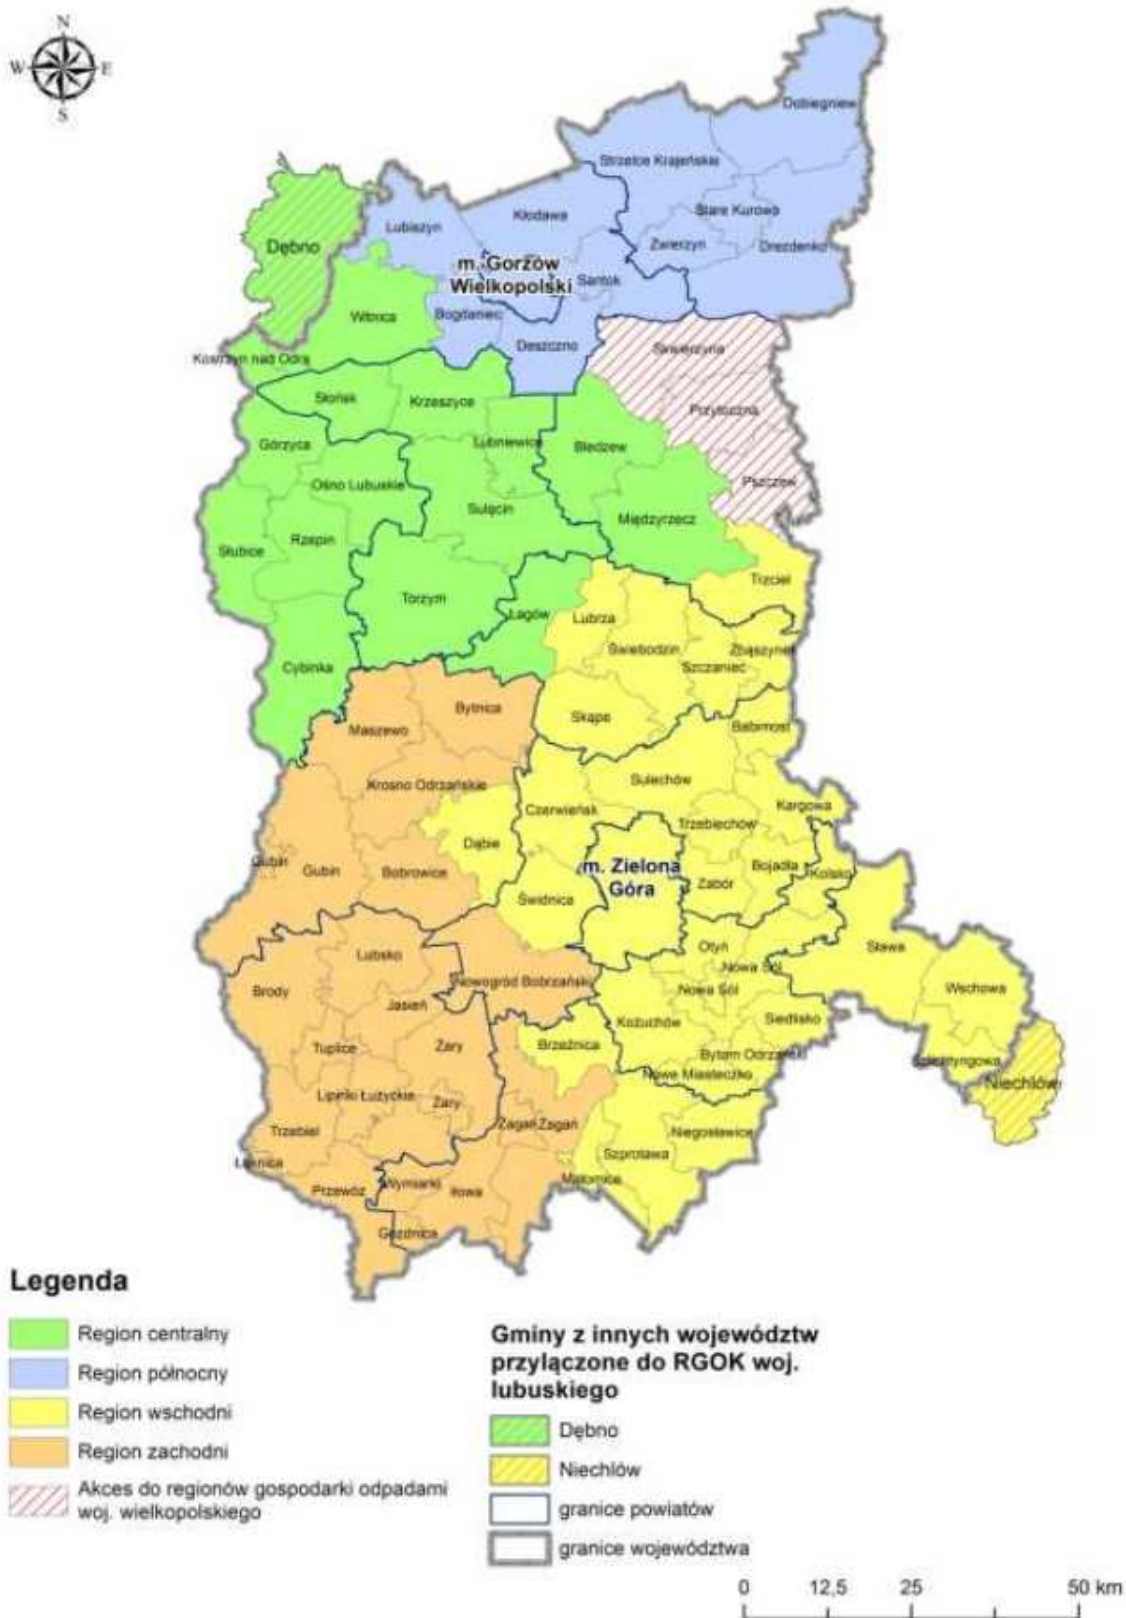 N
W E
S
Dobiegniew
Strzelce Krajeńskie
Stare Kurowo
Kłodawa
Lubiszyn
Zwierzyn
Drezdenko
Dębno
m. Gorzów
Wielkopolski
Santok
Witnica
Bogdaniec
Deszczno
Skwierzyna
Kostrzyn nad Odrą
Słońsk
Krzeszyce
Przytoczna
Górzyca
Lubniewice
Bledzew
Ośno Lubuskie
Pszczew
Sulęcin
Międzyrzecz
Słubice
Rzepin
Trzciel
Torzym
Łagów
Lubrza
Świebodzin
Zbąszynek
Szczaniec
Cybinka
Bytnica
Skąpe
Maszewo
Babimost
Krosno Odrzańskie
Sulechów
Czerwieńsk
Kargowa
Trzebiechów
Dąbie
Gubin
Gubin
Bobrowice
m. Zielona
Góra
Bojadła
Kolsko
Zabór
Świdnica
Otyń
Sława
Lubsko
Nowa Sól
Nowogród Bobrzański
Nowa Sól
Wschowa
Brody
Jasień
Kożuchów
Siedlisko
Tuplice
Żary
Brzeźnica
Bytom Odrzański
Szlichtyngowa
Nowe Miasteczko
Niechlów
Lipinki Łużyckie
Żary
Żagań Żagań
Trzebiel
Niegosławice
Szprotawa
Łęknica
Małomice
Przewóz
Wymiarki
Iłowa
Gozdnica
Legenda
Region centralny
Region północny
Region wschodni
Region zachodni
Akces do regionów gospodarki odpadami
woj. wielkopolskiego
Gminy z innych województw
przyłączone do RGOK woj.
lubuskiego
Dębno
Niechlów
granice powiatów
granice województwa
0 12,5 25 50 km